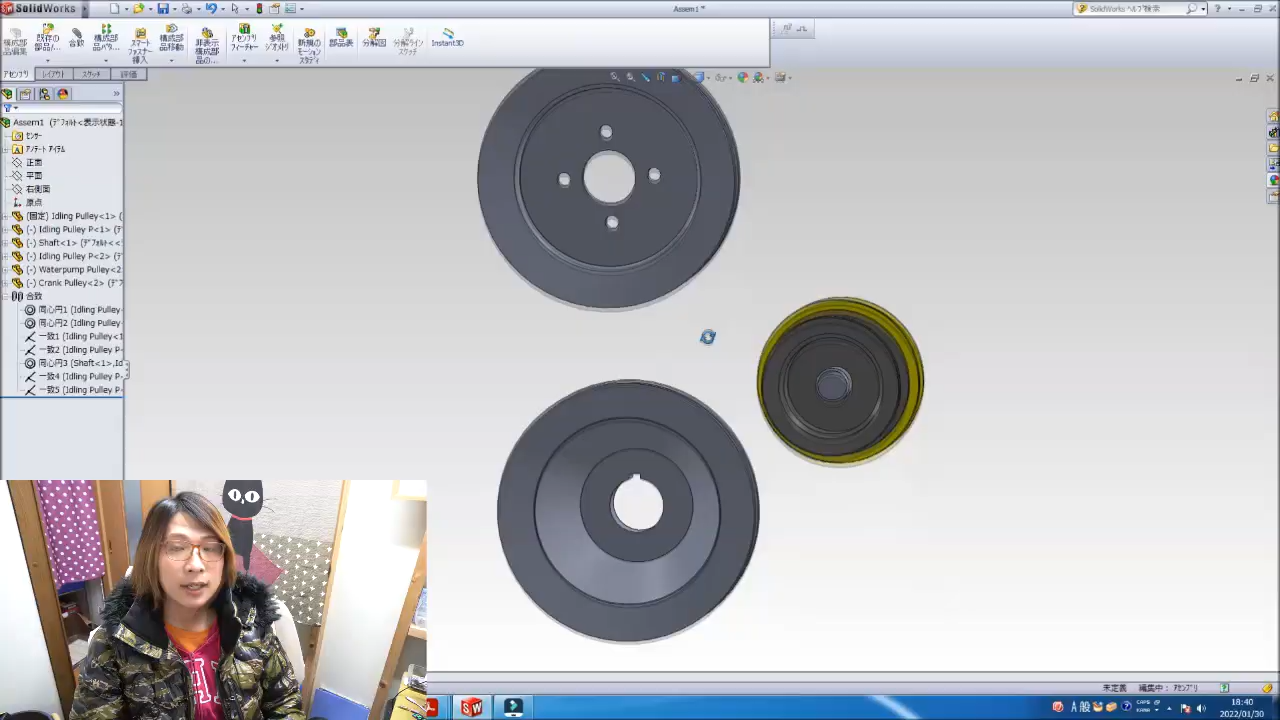 SolidWorks
Assem1 *
SolidWorks ヘルプ検索
構成部品編集
既存の部品/...
合致
構成部品パタ...
スマートファスナー挿入
構成部品移動
非表示構成部品の...
アセンブリフィーチャー
参照ジオメトリ
新規のモーションスタディ
部品表
分解図
分解ラインスケッチ
Instant3D
アセンブリ
レイアウト
スケッチ
評価
Assem1 (デフォルト<表示状態-1
センサー
アノテート アイテム
正面
平面
右側面
原点
(固定) Idling Pulley<1> (
(-) Idling Pulley P<1> (デ
(-) Shaft<1> (デフォルト<<
(-) Idling Pulley P<2> (デ
(-) Waterpump Pulley<2
(-) Crank Pulley<2> (デフ
合致
同心円1 (Idling Pulley
同心円2 (Idling Pulley
一致1 (Idling Pulley<1
一致2 (Idling Pulley P
同心円3 (Shaft<1>,Id
一致4 (Idling Pulley P
一致5 (Idling Pulley P
未定義
編集中: アセンブリ
A 般
CAPS
KANA
18:40
2022/01/30